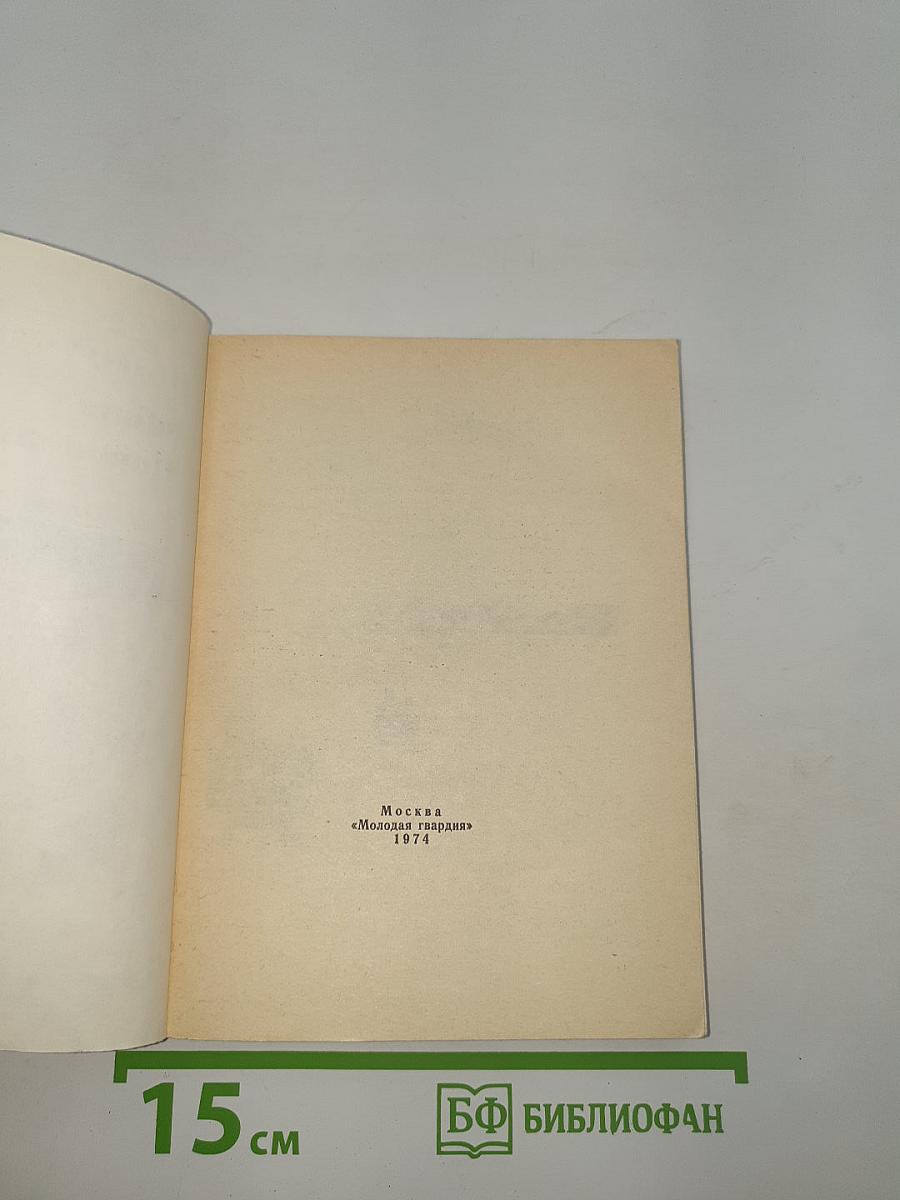 Москва
«Молодая гвардия»
1974
15 см
БФ БИБЛИОФАН